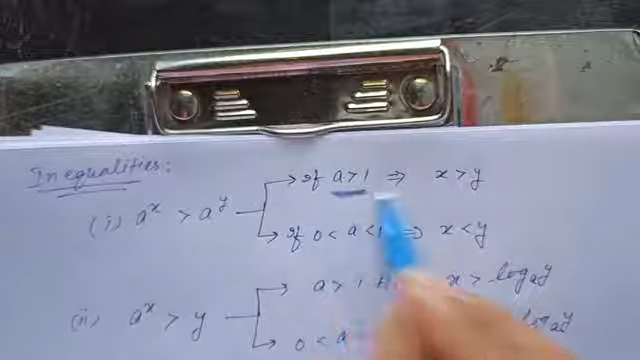 Inequalities:
→ if a > 1 ⇒ x > y
(i) a^x > a^y
→ if 0 < a < 1 ⇒ x < y
→ a > 1 x > log_a y
(ii) a^x > y
→ 0 < a log_a y